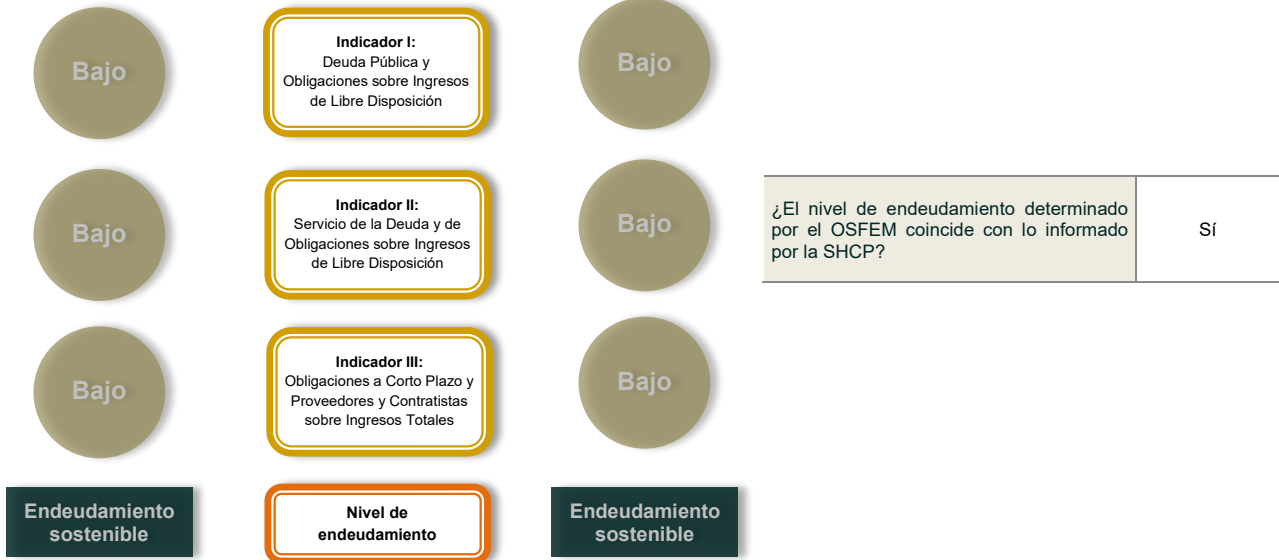 Bajo
Indicador I:
Deuda Pública y
Obligaciones sobre Ingresos
de Libre Disposición
Bajo
Bajo
Indicador II:
Servicio de la Deuda y de
Obligaciones sobre Ingresos
de Libre Disposición
Bajo
¿El nivel de endeudamiento determinado
por el OSFEM coincide con lo informado
por la SHCP?
Sí
Bajo
Indicador III:
Obligaciones a Corto Plazo y
Proveedores y Contratistas
sobre Ingresos Totales
Bajo
Endeudamiento
sostenible
Nivel de
endeudamiento
Endeudamiento
sostenible